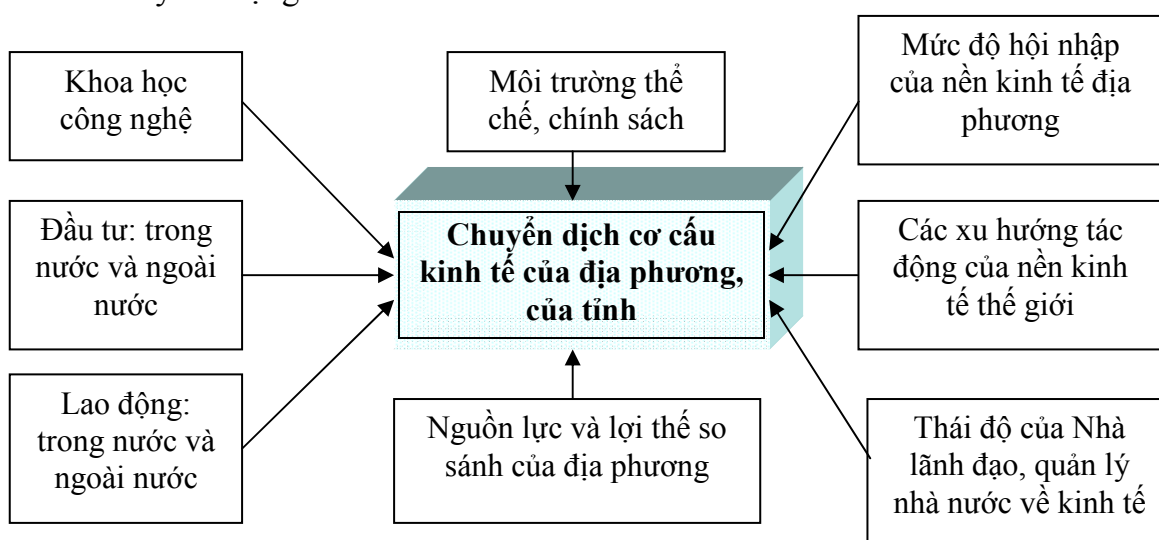 Khoa học
công nghệ
Môi trường thể
chế, chính sách
Mức độ hội nhập
của nền kinh tế địa
phương
Đầu tư: trong
nước và ngoài
nước
Chuyển dịch cơ cấu
kinh tế của địa phương,
của tỉnh
Các xu hướng tác
động của nền kinh
tế thế giới
Lao động:
trong nước và
ngoài nước
Nguồn lực và lợi thế so
sánh của địa phương
Thái độ của Nhà
lãnh đạo, quản lý
nhà nước về kinh tế